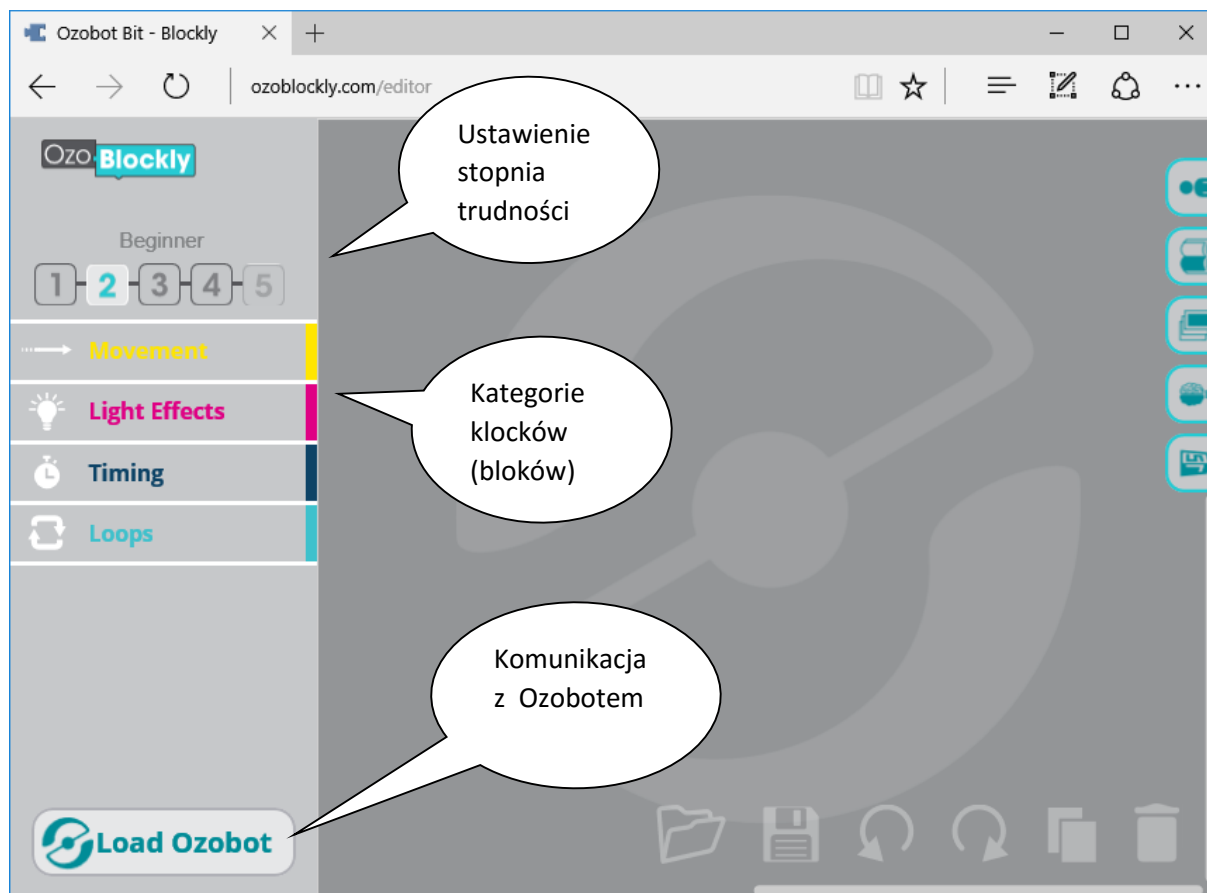 Ozobot Bit - Blockly
ozoblockly.com/editor
Ozo Blockly
Beginner
1 2 3 4 5
Movement
Light Effects
Timing
Loops
Load Ozobot
Ustawienie
stopnia
trudności
Kategorie
klocków
(bloków)
Komunikacja
z Ozobotem